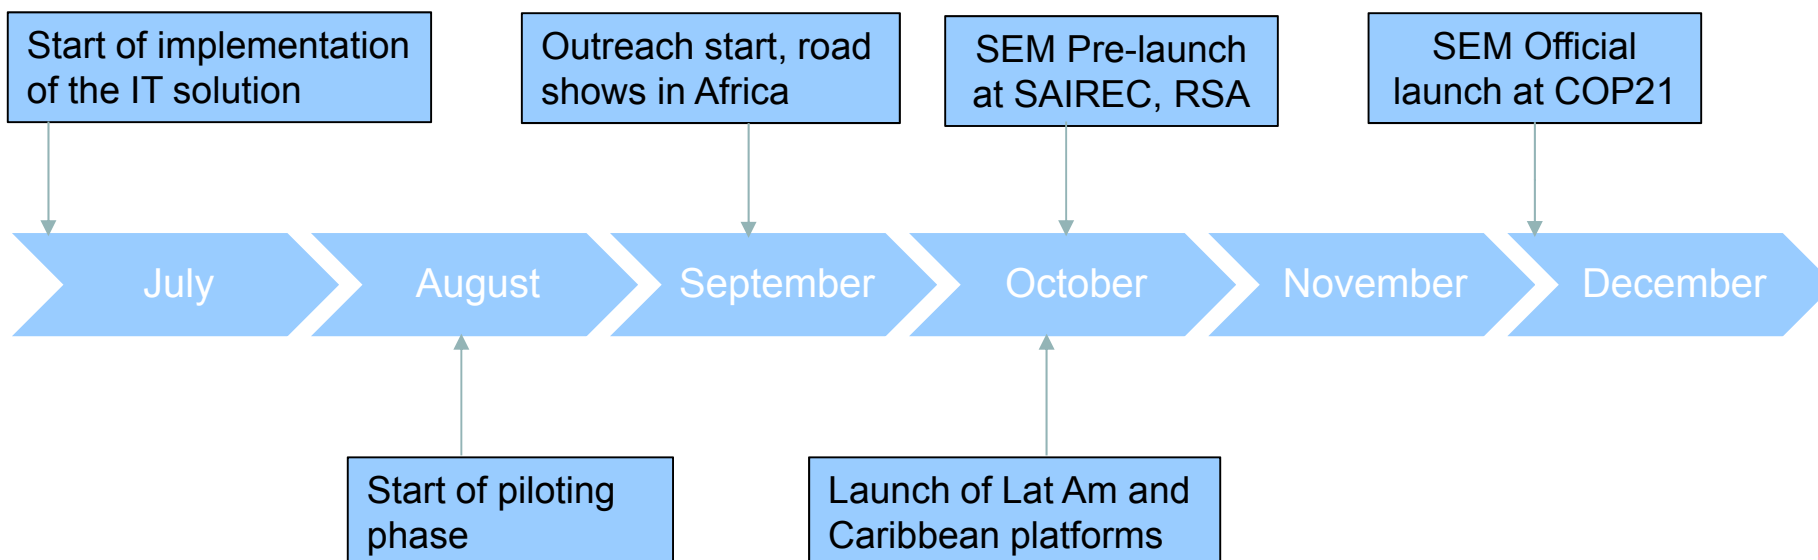 Start of implementation
of the IT solution
Outreach start, road
shows in Africa
SEM Pre-launch
at SAIREC, RSA
SEM Official
launch at COP21
July
August
September
October
November
December
Start of piloting
phase
Launch of Lat Am and
Caribbean platforms